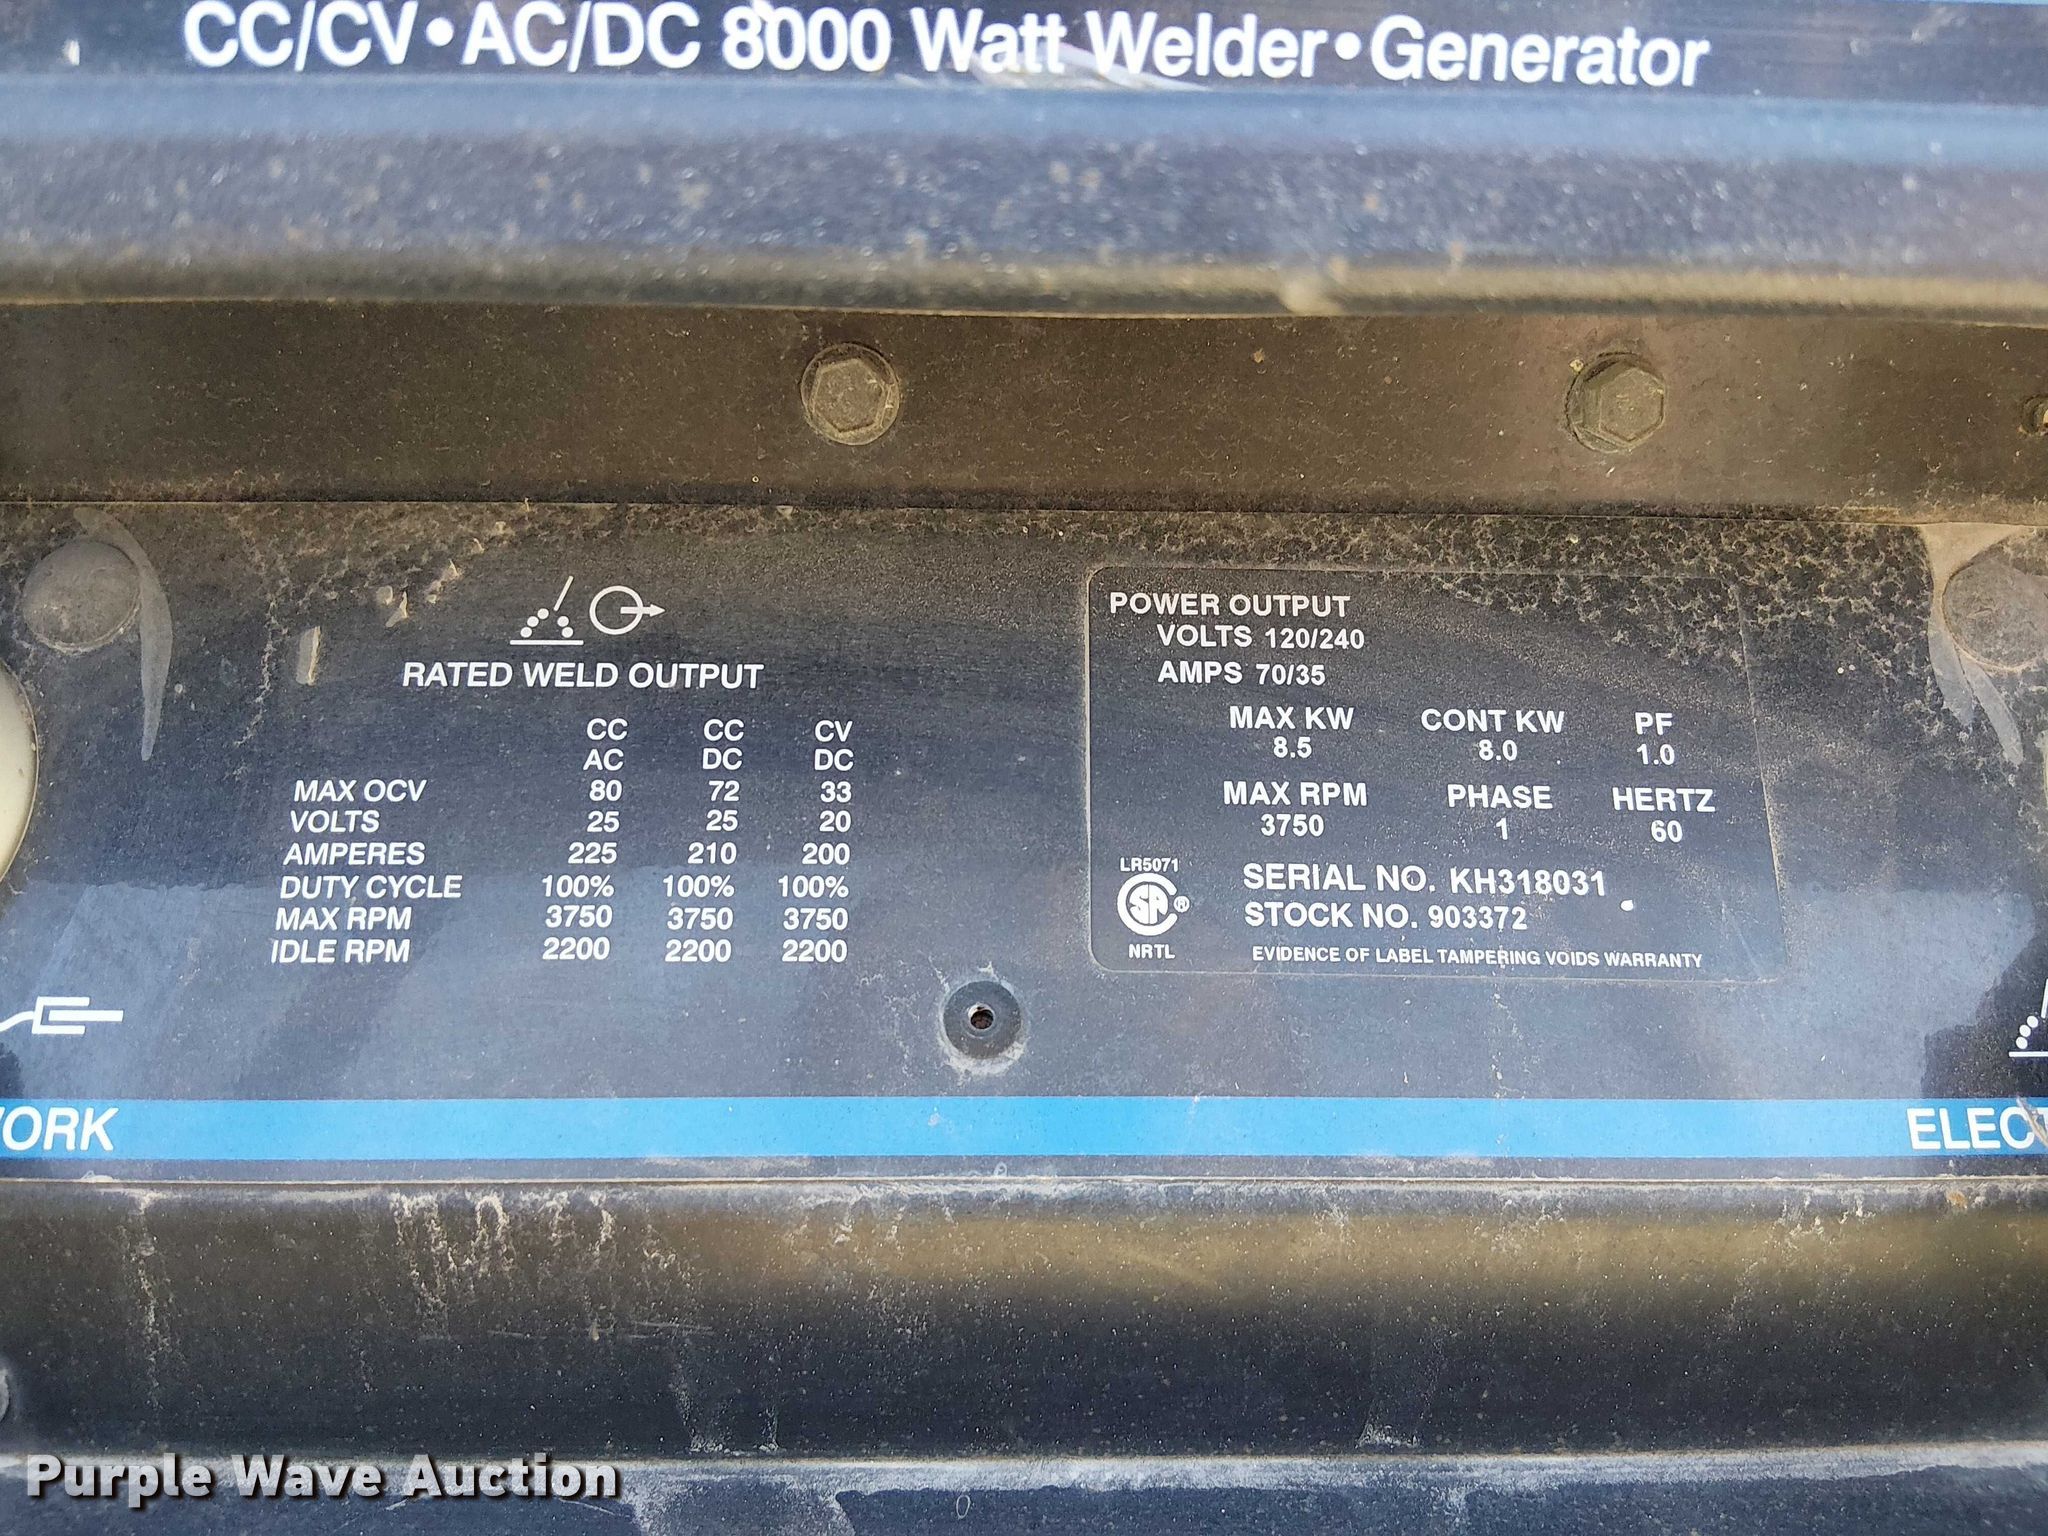 CC/CV•AC/DC 8000 Watt Welder•Generator
RATED WELD OUTPUT
CC CC CV
AC DC DC
MAX OCV 80 72 33
VOLTS 25 25 20
AMPERES 225 210 200
DUTY CYCLE 100% 100% 100%
MAX RPM 3750 3750 3750
IDLE RPM 2200 2200 2200
POWER OUTPUT
VOLTS 120/240
AMPS 70/35
MAX KW CONT KW PF
8.5 8.0 1.0
MAX RPM PHASE HERTZ
3750 1 60
LR5071
SA®
NRTL
SERIAL NO. KH318031
STOCK NO. 903372
EVIDENCE OF LABEL TAMPERING VOIDS WARRANTY
ORK
ELECT
Purple Wave Auction